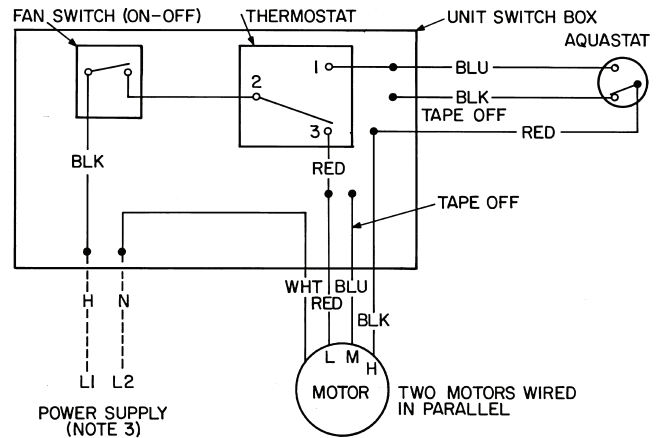 FAN SWITCH (ON-OFF)
THERMOSTAT
UNIT SWITCH BOX
AQUASTAT
1
BLU
2
BLK
TAPE OFF
3
RED
RED
BLK
TAPE OFF
H
N
WHT
BLU
RED
BLK
L
M
H
L1
L2
MOTOR
TWO MOTORS WIRED
IN PARALLEL
POWER SUPPLY
(NOTE 3)